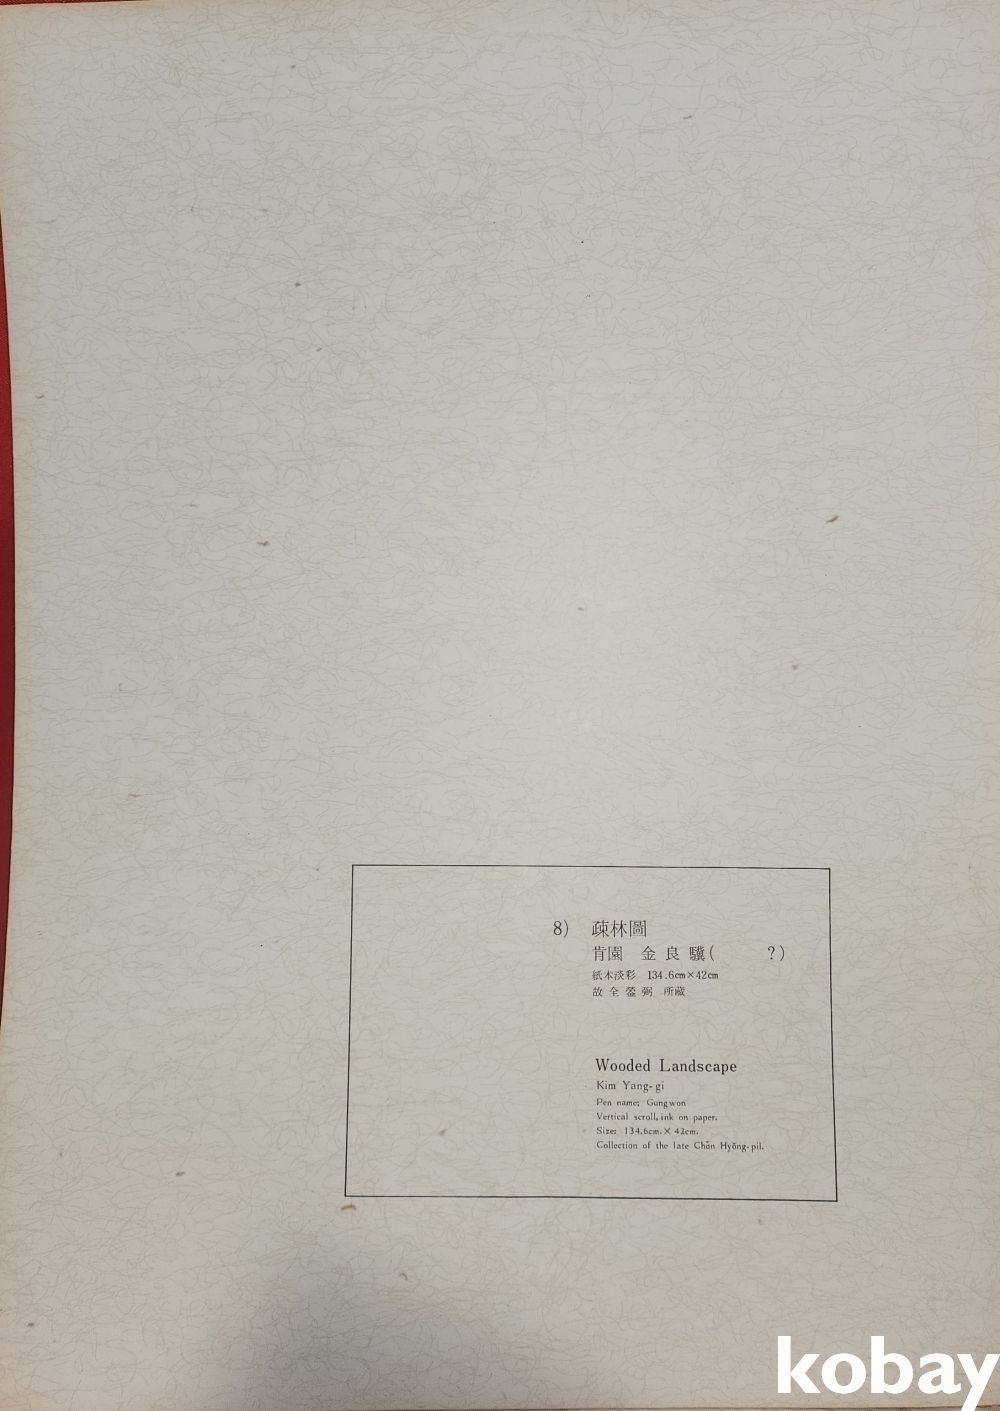 8) 疎林圖
肯園 金良驥( ?)
紙本淡彩 134.6cm×42cm
故全鎣弼 所蔵
Wooded Landscape
Kim Yang-gi
Pen name; Gungwon
Vertical scroll, ink on paper.
Size: 134.6cm.×42cm.
Collection of the late Chŏn Hyŏng-pil.
kobay